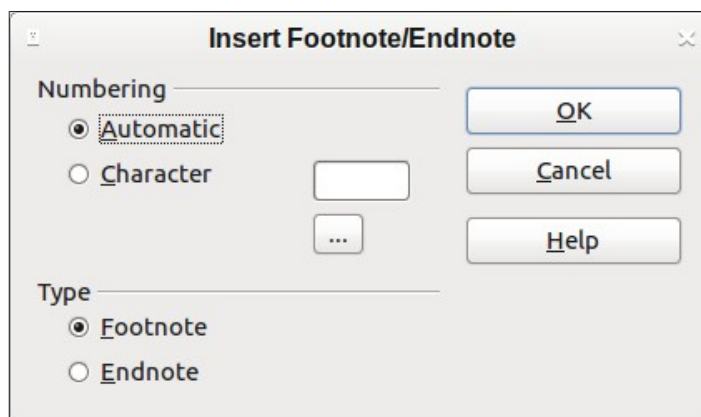 Insert Footnote/Endnote
Numbering
Automatic
Character
...
Type
Footnote
Endnote
OK
Cancel
Help